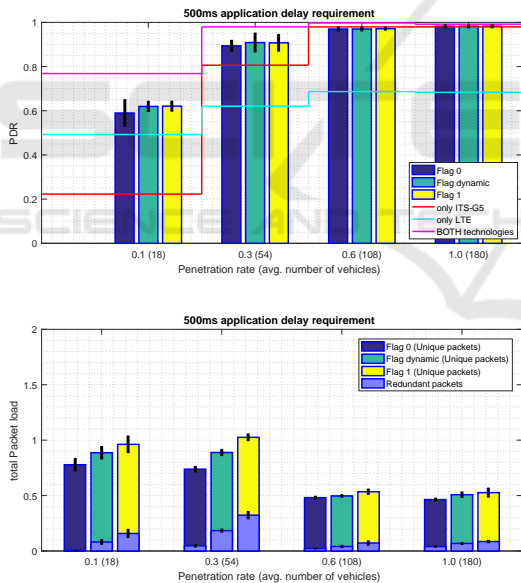 500ms application delay requirement
1
0.8
0.6
0.4
0.2
0
PDR
Flag 0
Flag dynamic
Flag 1
only ITS-G5
only LTE
BOTH technologies
0.1 (18) 0.3 (54) 0.6 (108) 1.0 (180)
Penetration rate (avg. number of vehicles)
500ms application delay requirement
2
1.5
1
0.5
0
total Packet load
Flag 0 (Unique packets)
Flag dynamic (Unique packets)
Flag 1 (Unique packets)
Redundant packets
0.1 (18) 0.3 (54) 0.6 (108) 1.0 (180)
Penetration rate (avg. number of vehicles)